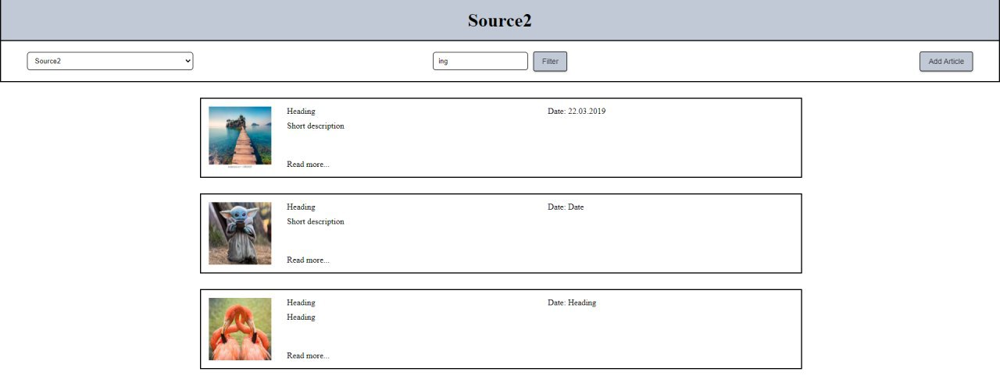 Source2
Source2 ing Filter Add Article
Heading Date: 22.03.2019
Short description
Read more...
Heading Date: Date
Short description
Read more...
Heading Date: Heading
Heading
Read more...